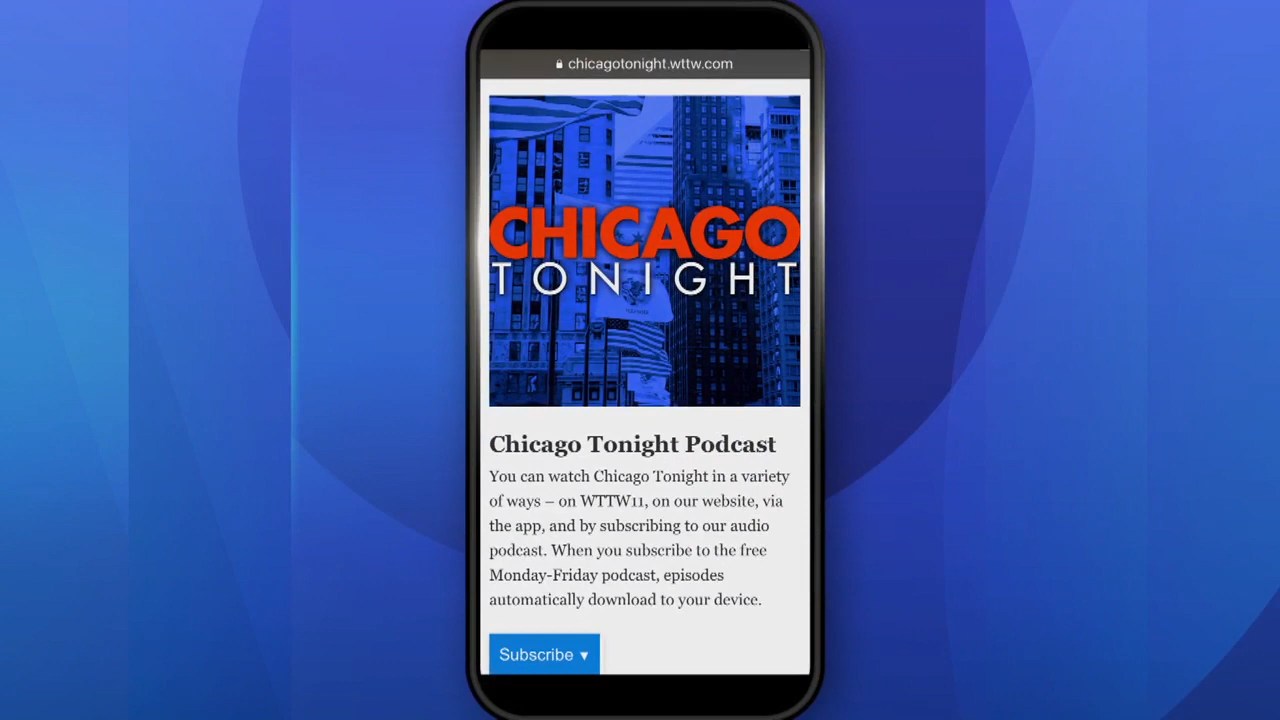 chicagotonight.wttw.com
CHICAGO
TONIGHT
Chicago Tonight Podcast
You can watch Chicago Tonight in a variety
of ways – on WTTW11, on our website, via
the app, and by subscribing to our audio
podcast. When you subscribe to the free
Monday-Friday podcast, episodes
automatically download to your device.
Subscribe ▾